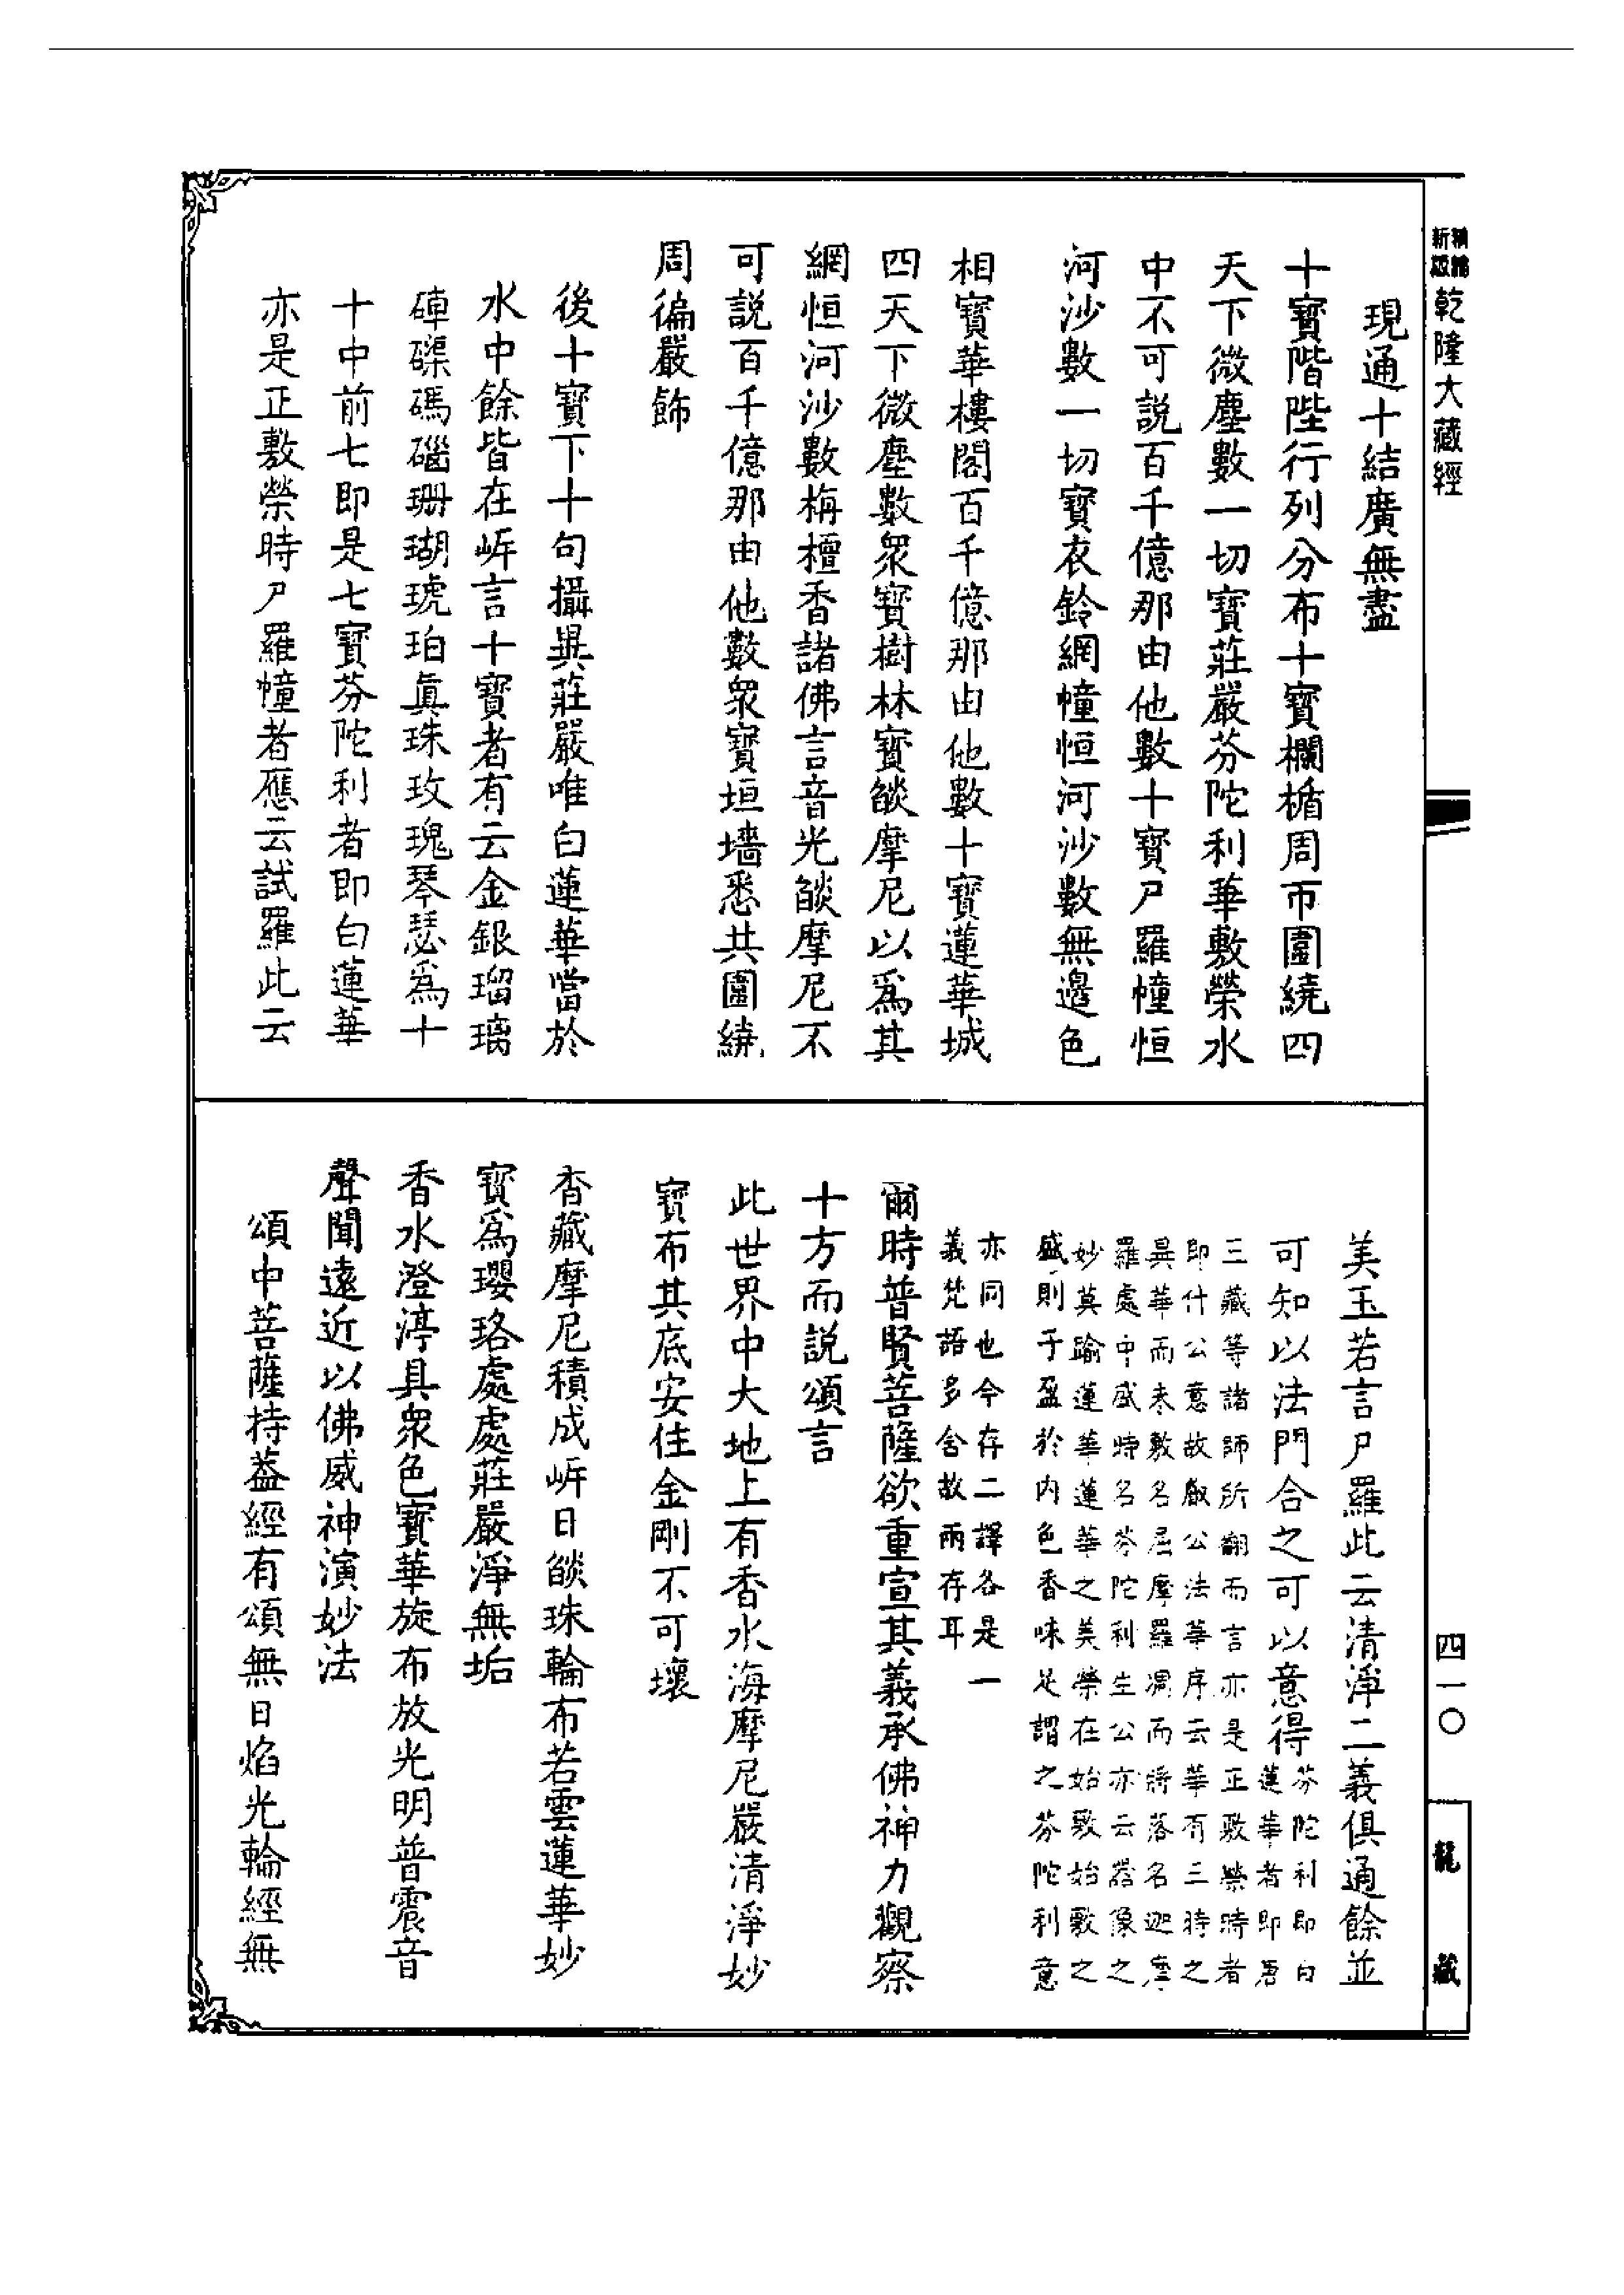 新編縮版乾隆大藏經
四一〇
龍藏
現通十結廣無盡
十寶階陛行列分布十寶欄楯周帀圍繞四
天下微塵數一切寶莊嚴芬陀利華敷榮水
中不可説百千億那由他數十寶尸羅幢恒
河沙數一切寶衣鈴網幢恒河沙數無邊色
相寶華樓閣百千億那由他數十寶蓮華城
四天下微塵數衆寶樹林寶燄摩尼以爲其
網恒河沙數栴檀香諸佛言音光燄摩尼不
可説百千億那由他數衆寶垣墻悉共圍繞
周徧嚴飾
後十寶下十句攝異莊嚴唯白蓮華當於
水中餘皆在岍言十寶者有云金銀瑠璃
硨磲碼碯珊瑚琥珀眞珠玫瑰琴瑟爲十
十中前七即是七寶芬陀利者即白蓮華
亦是正敷榮時尸羅幢者應云試羅此云
美玉若言尸羅此云清淨二義俱通餘並
可知以法門合之可以意得芬陀利即白
蓮華者即唐
三藏等諸師所翻而言亦是正敷榮時者
即什公意故叡公法華序云華有三時之
異華而未敷名屈摩羅凋而將落名迦摩
羅處中盛時名芬陀利生公亦云器像之
妙莫踰蓮華蓮華之美榮在始敷始敷之
盛則子盈於内色香味足謂之芬陀利意
亦同也今存二譯各是一
義梵語多含故兩存耳
爾時普賢菩薩欲重宣其義承佛神力觀察
十方而説頌言
此世界中大地上有香水海摩尼嚴清淨妙
寶布其底安住金剛不可壞
香藏摩尼積成岍日燄珠輪布若雲蓮華妙
寶爲瓔珞處處莊嚴淨無垢
香水澄渟具衆色寶華旋布放光明普震音
聲聞遠近以佛威神演妙法
頌中菩薩持葢經有頌無日焰光輪經無